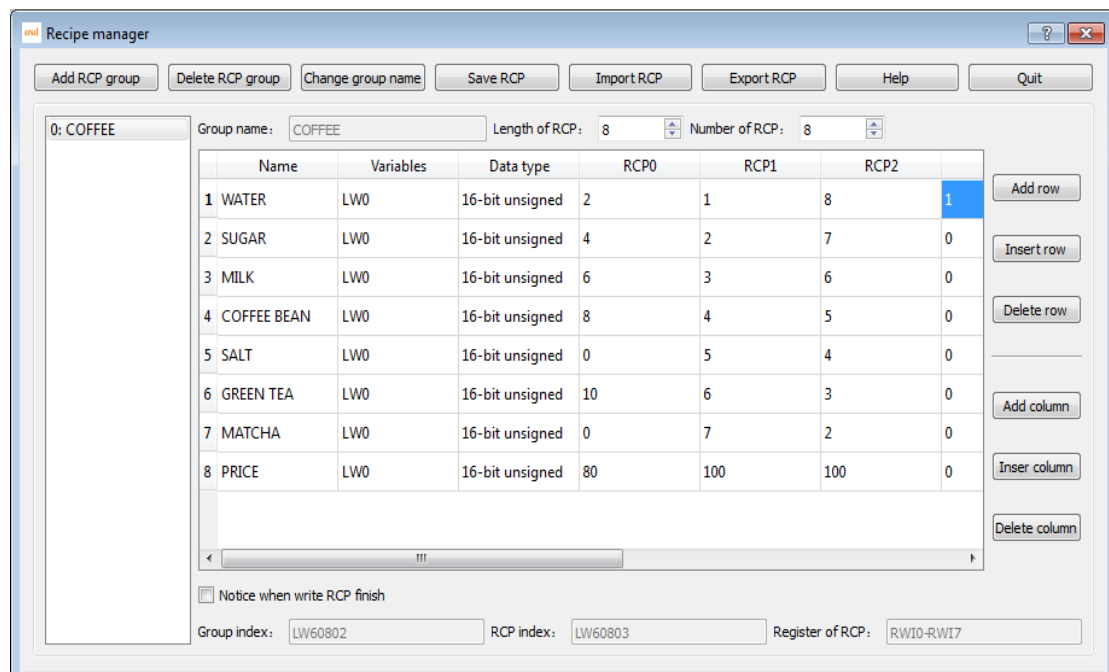 Recipe manager
Add RCP group Delete RCP group Change group name Save RCP Import RCP Export RCP Help Quit
0: COFFEE
Group name: COFFEE Length of RCP: 8 Number of RCP: 8
Name Variables Data type RCP0 RCP1 RCP2
1 WATER LW0 16-bit unsigned 2 1 8 1
2 SUGAR LW0 16-bit unsigned 4 2 7 0
3 MILK LW0 16-bit unsigned 6 3 6 0
4 COFFEE BEAN LW0 16-bit unsigned 8 4 5 0
5 SALT LW0 16-bit unsigned 0 5 4 0
6 GREEN TEA LW0 16-bit unsigned 10 6 3 0
7 MATCHA LW0 16-bit unsigned 0 7 2 0
8 PRICE LW0 16-bit unsigned 80 100 100 0
Add row
Insert row
Delete row
Add column
Inser column
Delete column
Notice when write RCP finish
Group index: LW60802 RCP index: LW60803 Register of RCP: RWI0-RWI7